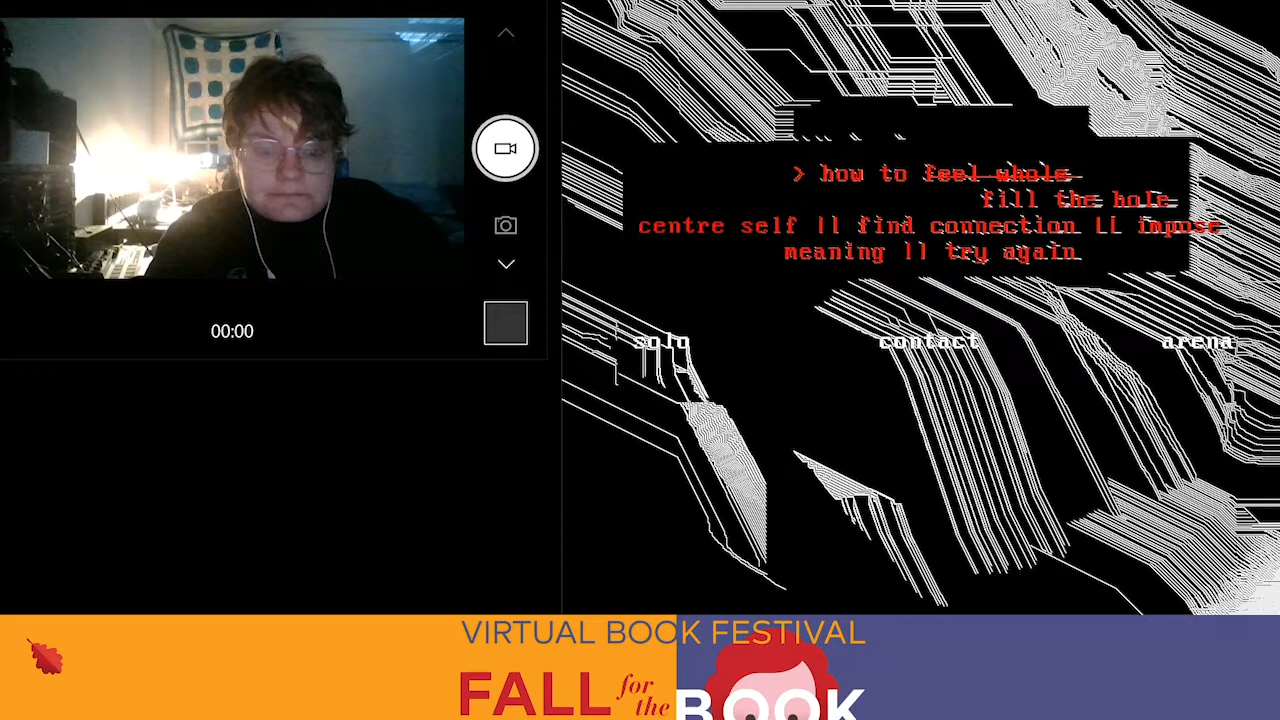 > how to feel whole
fill the hole
centre self || find connection || impose
meaning || try again
solo contact arena
00:00
VIRTUAL BOOK FESTIVAL
FALL for the BOOK